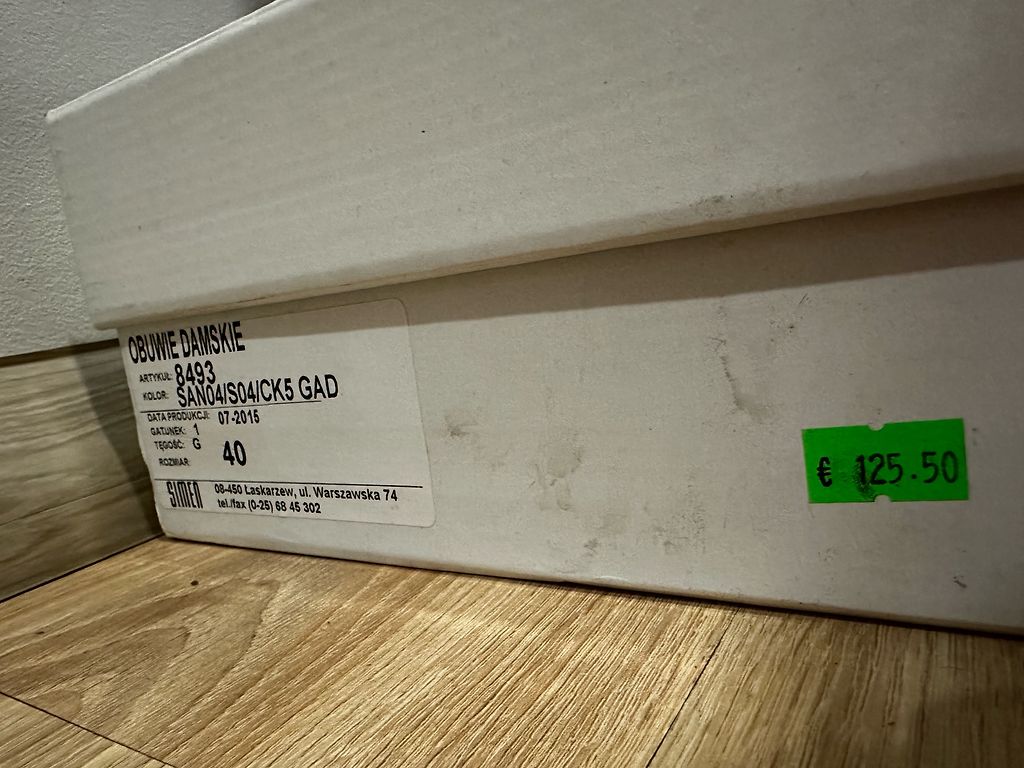 OBUWIE DAMSKIE
ARTYKUŁ: 8493
KOLOR: SAN04/S04/CK5 GAD
DATA PRODUKCJI: 07-2015
GATUNEK: 1
TĘGOŚĆ: G
ROZMIAR: 40
SIMEN 08-450 Laskarzew, ul. Warszawska 74
tel./fax (0-25) 68 45 302
€ 125.50